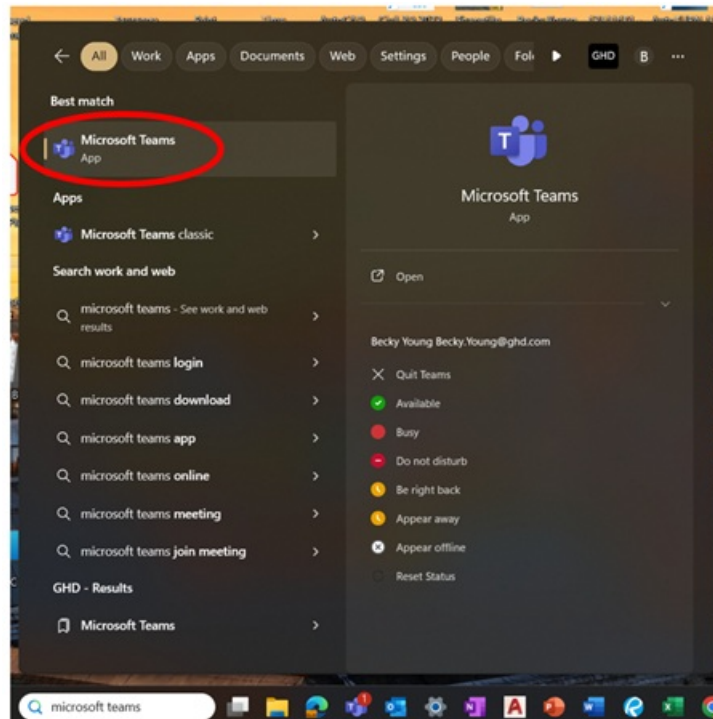 All Work Apps Documents Web Settings People GHD B ...
Best match
Microsoft Teams
App
Apps
Microsoft Teams classic
Search work and web
microsoft teams - See work and web
results
microsoft teams login
microsoft teams download
microsoft teams app
microsoft teams online
microsoft teams meeting
microsoft teams join meeting
GHD - Results
Microsoft Teams
Microsoft Teams
App
Open
Becky Young Becky.Young@ghd.com
Quit Teams
Available
Busy
Do not disturb
Be right back
Appear away
Appear offline
Reset Status
microsoft teams